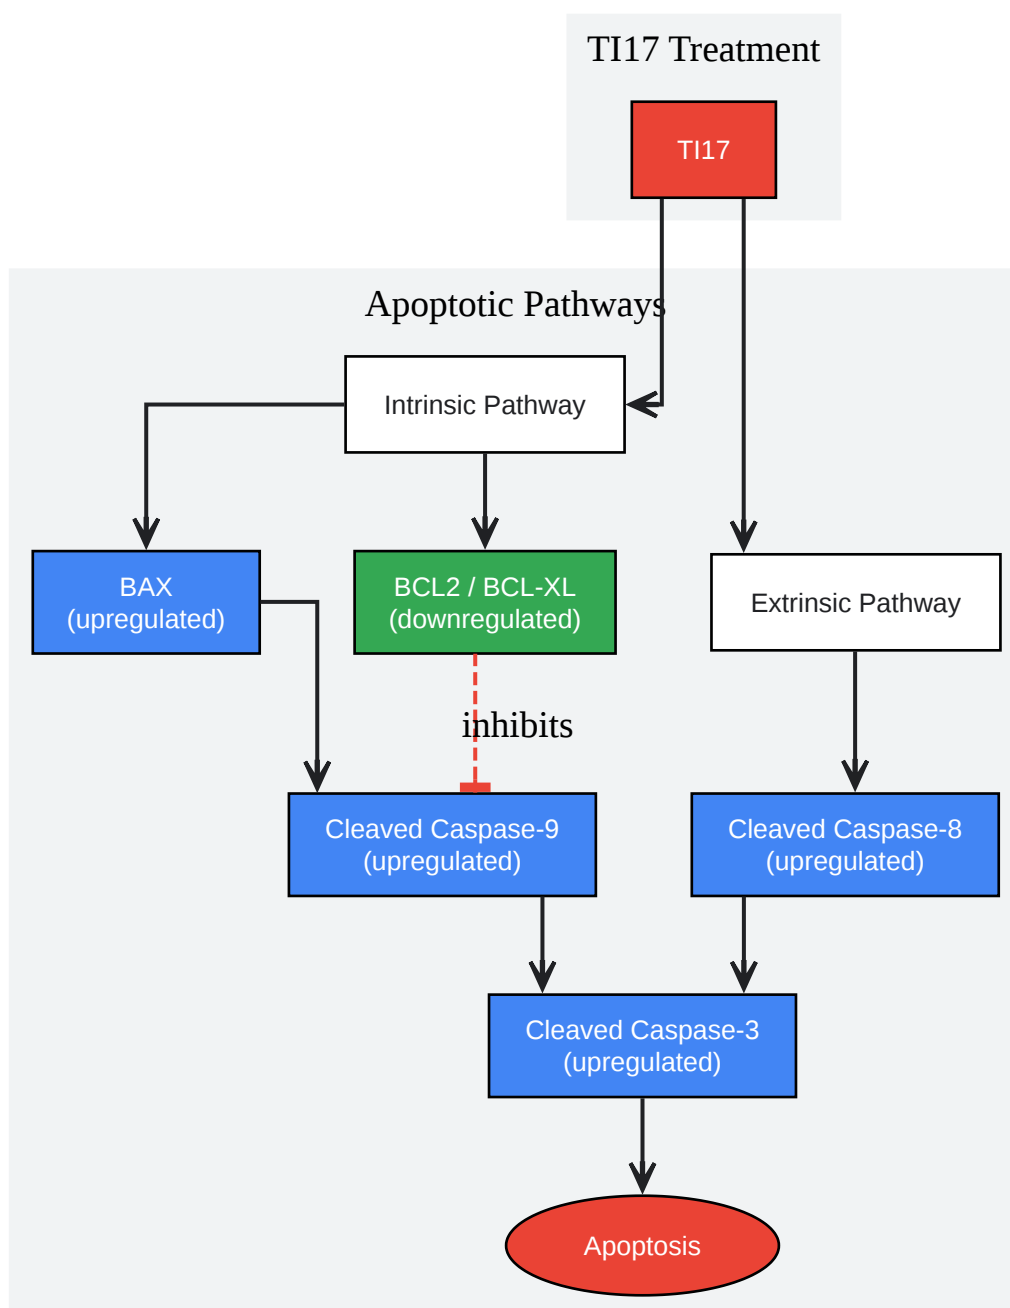 TI17 Treatment
TI17
Apoptotic Pathways
Intrinsic Pathway
BAX
(upregulated)
BCL2 / BCL-XL
(downregulated)
Extrinsic Pathway
inhibits
Cleaved Caspase-9
(upregulated)
Cleaved Caspase-8
(upregulated)
Cleaved Caspase-3
(upregulated)
Apoptosis